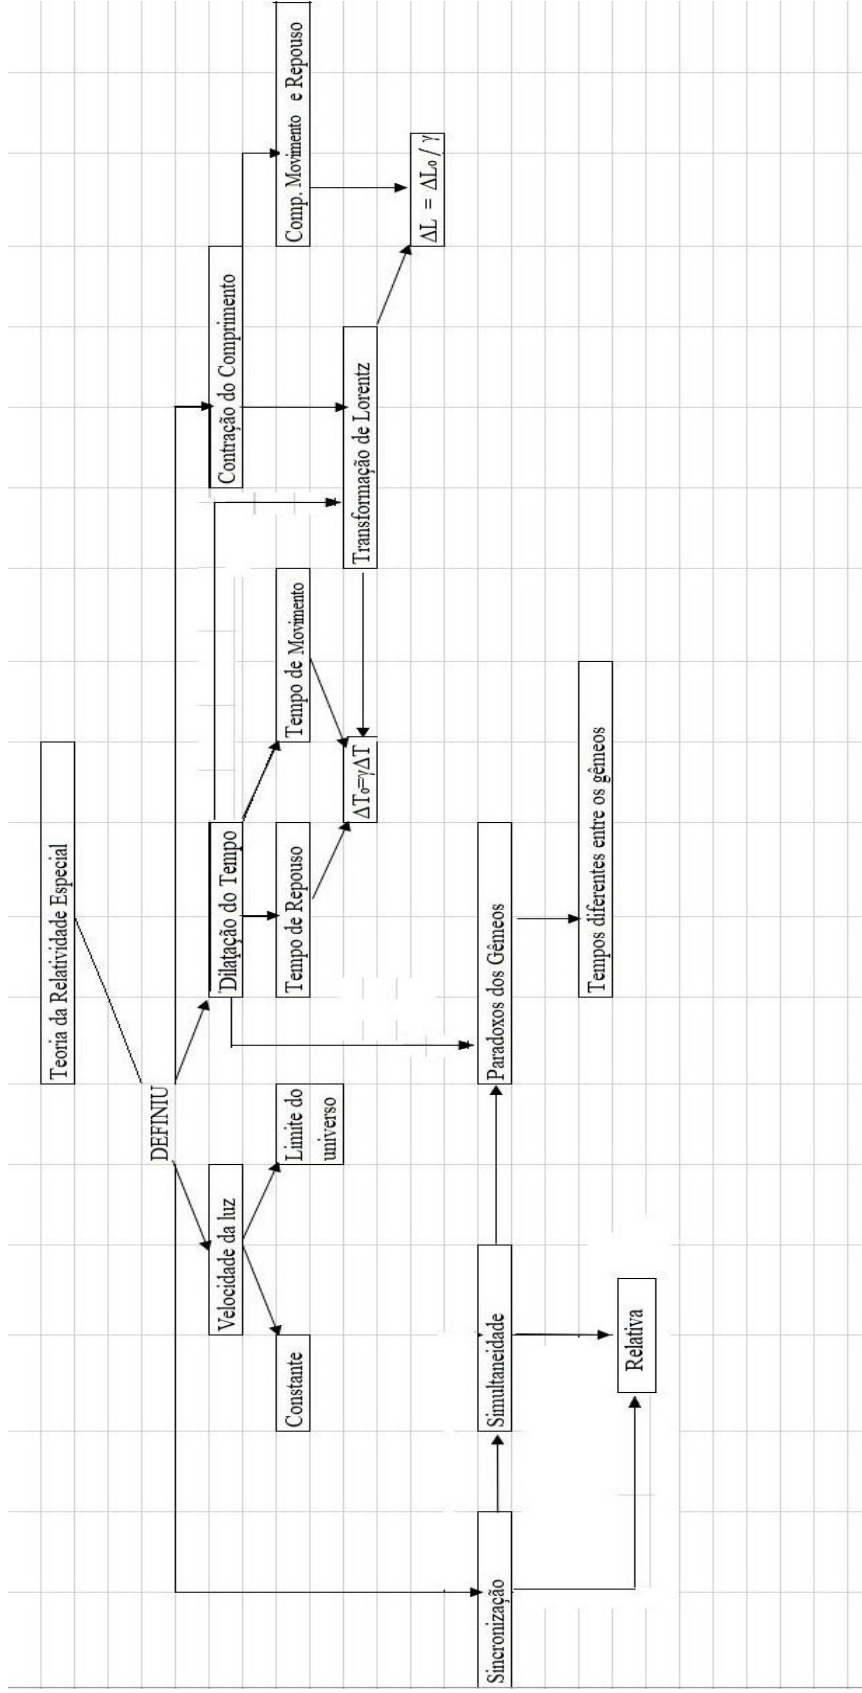 Teoria da Relatividade Especial
DEFINIU
Sincronização
Velocidade da luz
Dilatação do Tempo
Contração do Comprimento
Constante
Limite do
universo
Tempo de Repouso
Tempo de Movimento
Comp. Movimento e Repouso
ΔT₀=γΔT
Transformação de Lorentz
ΔL = ΔL₀ / γ
Simultaneidade
Paradoxos dos Gêmeos
Relativa
Tempos diferentes entre os gêmeos